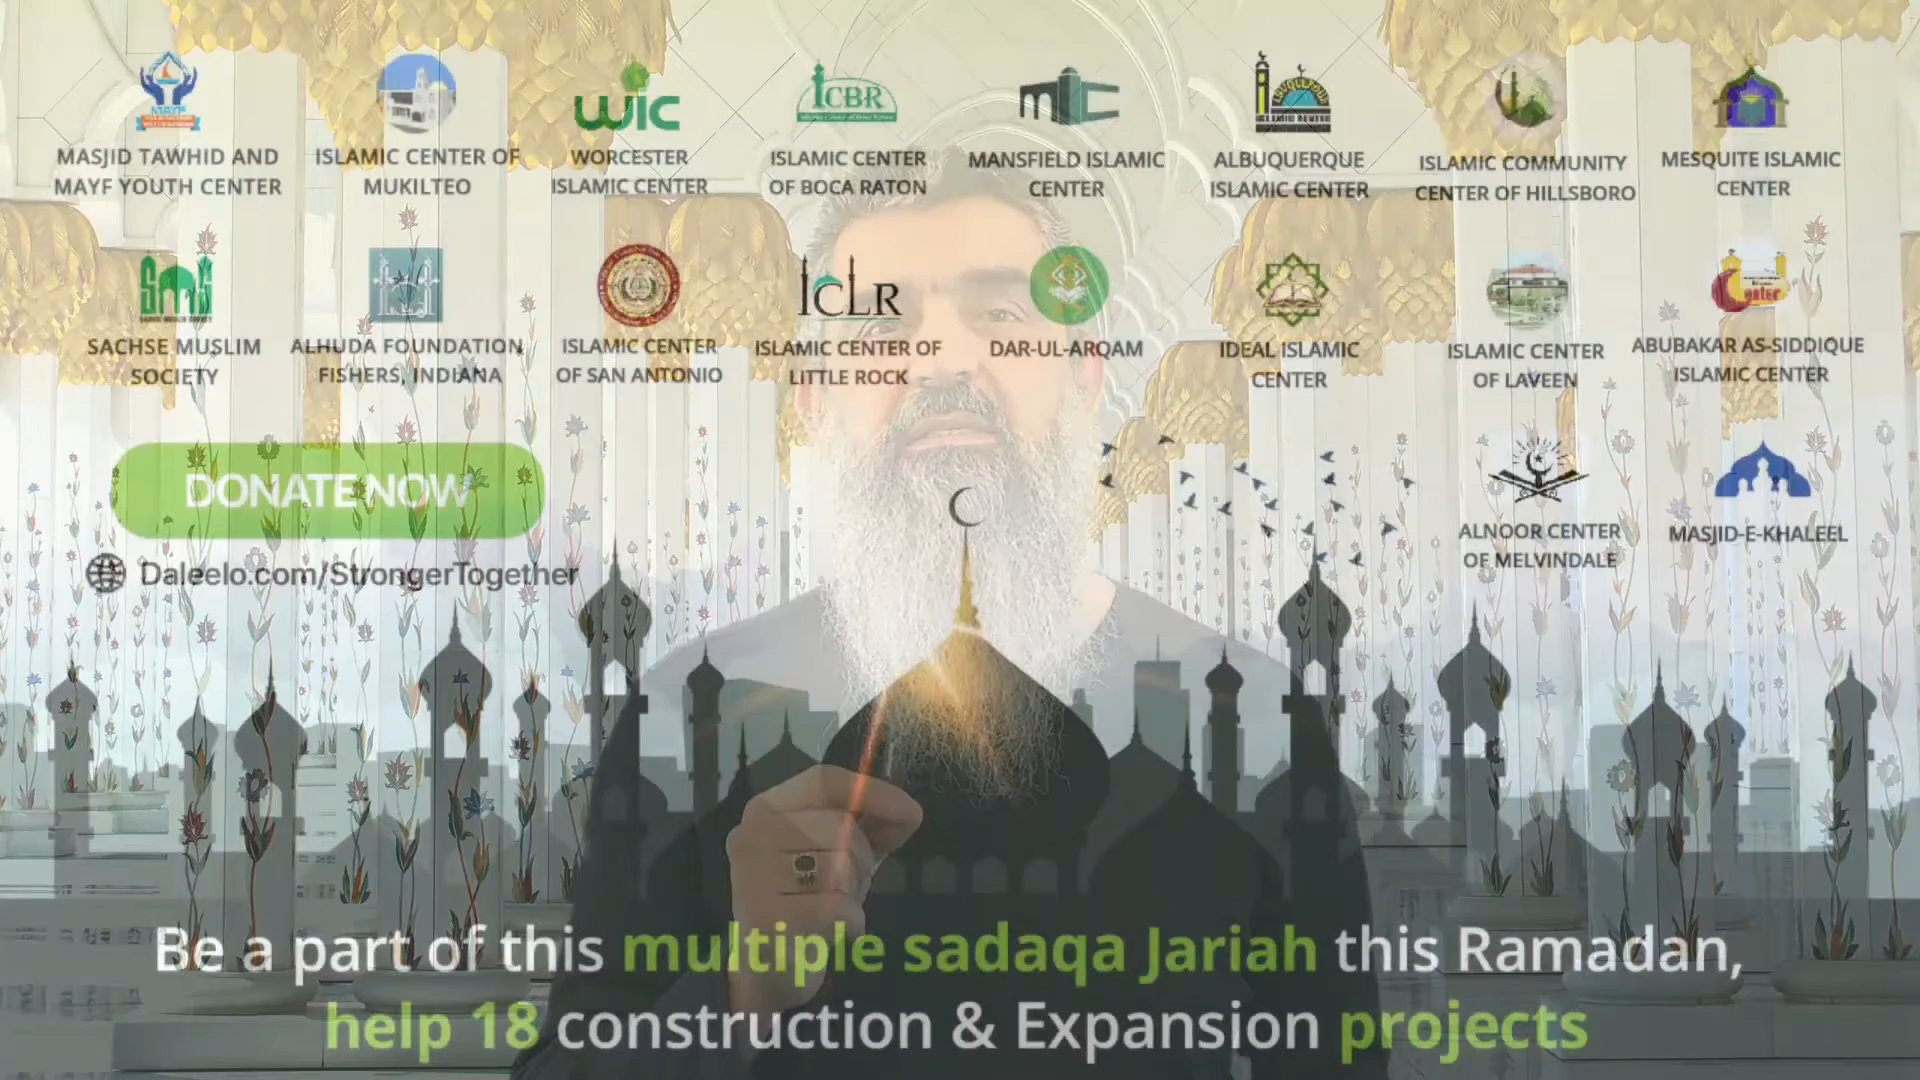 MASJID TAWHID AND
MAYF YOUTH CENTER
ISLAMIC CENTER OF
MUKILTEO
WIC
WORCESTER
ISLAMIC CENTER
ICBR
ISLAMIC CENTER
OF BOCA RATON
MIC
MANSFIELD ISLAMIC
CENTER
ISLAMIC CENTER
ALBUQUERQUE
ISLAMIC CENTER
ISLAMIC COMMUNITY
CENTER OF HILLSBORO
MESQUITE ISLAMIC
CENTER
SMS
SACHSE MUSLIM
SOCIETY
ALHUDA FOUNDATION
FISHERS, INDIANA
ISLAMIC CENTER
OF SAN ANTONIO
ICLR
ISLAMIC CENTER OF
LITTLE ROCK
DAR-UL-ARQAM
IDEAL ISLAMIC
CENTER
ISLAMIC CENTER
OF LAVEEN
ABUBAKAR AS-SIDDIQUE
ISLAMIC CENTER
DONATE NOW
Daleelo.com/StrongerTogether
ALNOOR CENTER
OF MELVINDALE
MASJID-E-KHALEEL
Be a part of this multiple sadaqa Jariah this Ramadan,
help 18 construction & Expansion projects